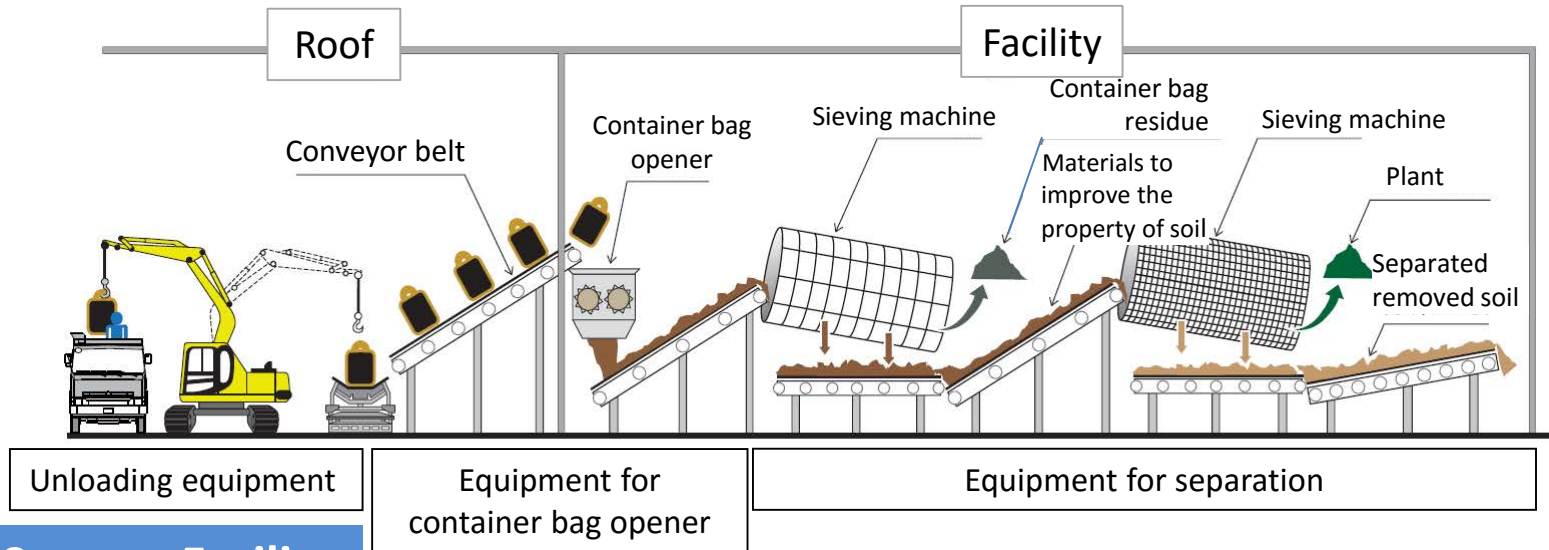 Roof
Facility
Conveyor belt
Container bag
opener
Sieving machine
Container bag
residue
Materials to
improve the
property of soil
Sieving machine
Plant
Separated
removed soil
Unloading equipment
Equipment for
container bag opener
Equipment for separation